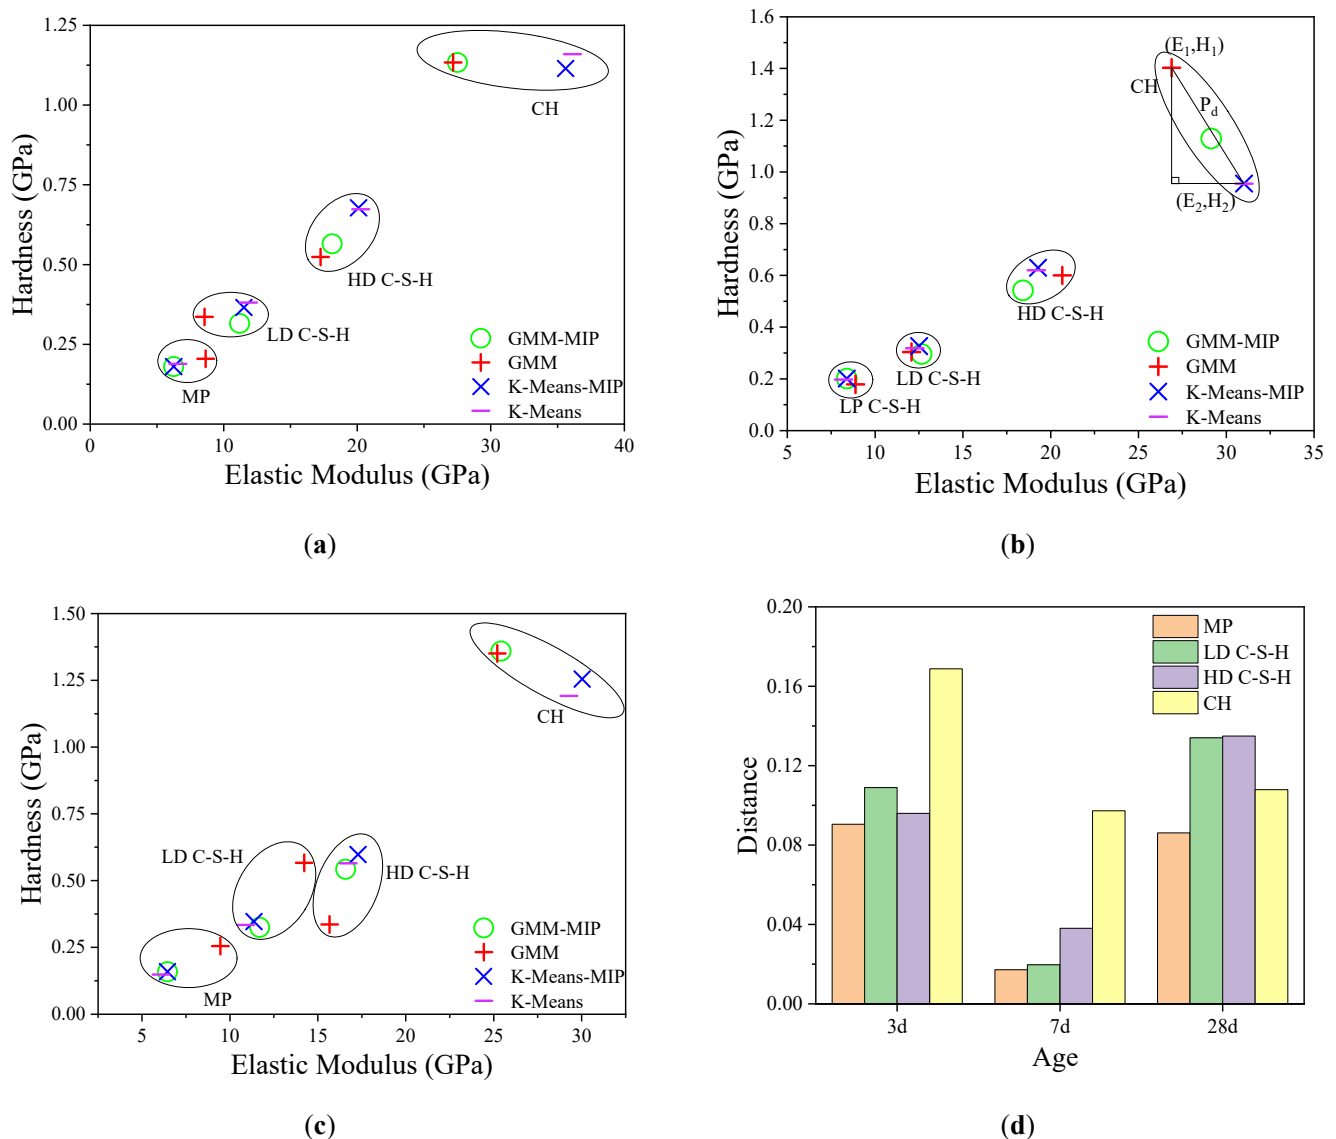 1.25
1.00
0.75
0.50
0.25
0.00
0
10
20
30
40
Hardness (GPa)
Elastic Modulus (GPa)
CH
HD C-S-H
LD C-S-H
MP
GMM-MIP
GMM
K-Means-MIP
K-Means
(a)
1.6
1.4
1.2
1.0
0.8
0.6
0.4
0.2
0.0
5
10
15
20
25
30
35
Hardness (GPa)
Elastic Modulus (GPa)
(E1,H1)
CH
Pd
(E2,H2)
HD C-S-H
LD C-S-H
LP C-S-H
GMM-MIP
GMM
K-Means-MIP
K-Means
(b)
1.50
1.25
1.00
0.75
0.50
0.25
0.00
5
10
15
20
25
30
Hardness (GPa)
Elastic Modulus (GPa)
CH
LD C-S-H
HD C-S-H
MP
GMM-MIP
GMM
K-Means-MIP
K-Means
(c)
0.20
0.16
0.12
0.08
0.04
0.00
3d
7d
28d
Distance
Age
MP
LD C-S-H
HD C-S-H
CH
(d)